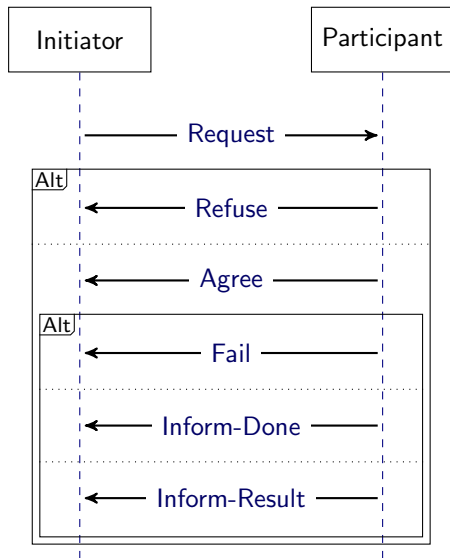 Initiator
Participant
Request
Alt
Refuse
Agree
Alt
Fail
Inform-Done
Inform-Result